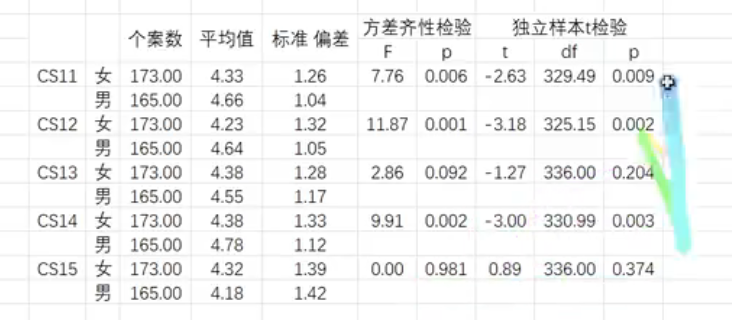 个案数 平均值 标准 偏差 方差齐性检验 独立样本t检验
F p t df p
CS11 女 173.00 4.33 1.26 7.76 0.006 -2.63 329.49 0.009
男 165.00 4.66 1.04
CS12 女 173.00 4.23 1.32 11.87 0.001 -3.18 325.15 0.002
男 165.00 4.64 1.05
CS13 女 173.00 4.38 1.28 2.86 0.092 -1.27 336.00 0.204
男 165.00 4.55 1.17
CS14 女 173.00 4.38 1.33 9.91 0.002 -3.00 330.99 0.003
男 165.00 4.78 1.12
CS15 女 173.00 4.32 1.39 0.00 0.981 0.89 336.00 0.374
男 165.00 4.18 1.42